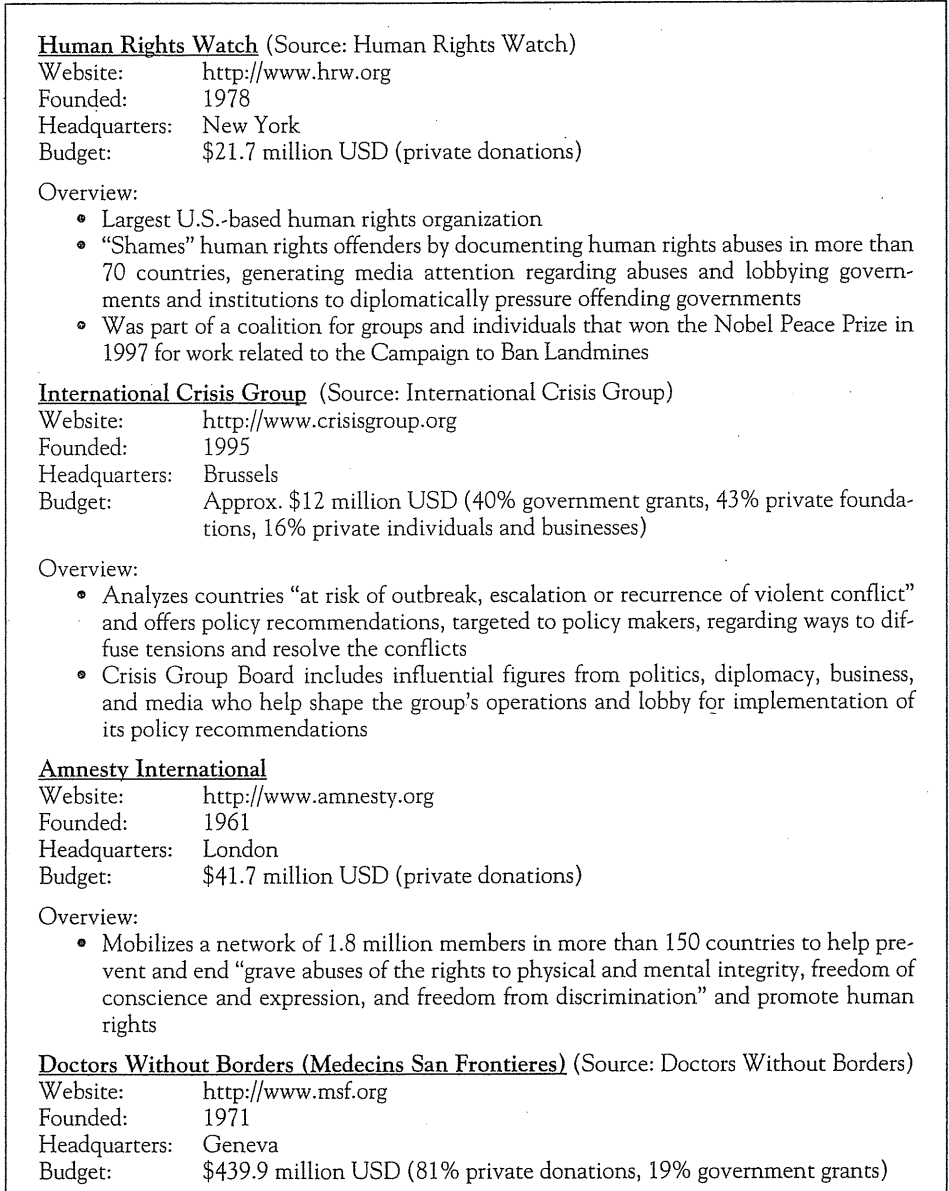 Human Rights Watch (Source: Human Rights Watch)
Website: http://www.hrw.org
Founded: 1978
Headquarters: New York
Budget: $21.7 million USD (private donations)
Overview:
• Largest U.S.-based human rights organization
• “Shames” human rights offenders by documenting human rights abuses in more than
70 countries, generating media attention regarding abuses and lobbying govern-
ments and institutions to diplomatically pressure offending governments
• Was part of a coalition for groups and individuals that won the Nobel Peace Prize in
1997 for work related to the Campaign to Ban Landmines
International Crisis Group (Source: International Crisis Group)
Website: http://www.crisisgroup.org
Founded: 1995
Headquarters: Brussels
Budget: Approx. $12 million USD (40% government grants, 43% private founda-
tions, 16% private individuals and businesses)
Overview:
• Analyzes countries “at risk of outbreak, escalation or recurrence of violent conflict”
and offers policy recommendations, targeted to policy makers, regarding ways to dif-
fuse tensions and resolve the conflicts
• Crisis Group Board includes influential figures from politics, diplomacy, business,
and media who help shape the group's operations and lobby for implementation of
its policy recommendations
Amnesty International
Website: http://www.amnesty.org
Founded: 1961
Headquarters: London
Budget: $41.7 million USD (private donations)
Overview:
• Mobilizes a network of 1.8 million members in more than 150 countries to help pre-
vent and end “grave abuses of the rights to physical and mental integrity, freedom of
conscience and expression, and freedom from discrimination” and promote human
rights
Doctors Without Borders (Medecins San Frontieres) (Source: Doctors Without Borders)
Website: http://www.msf.org
Founded: 1971
Headquarters: Geneva
Budget: $439.9 million USD (81% private donations, 19% government grants)